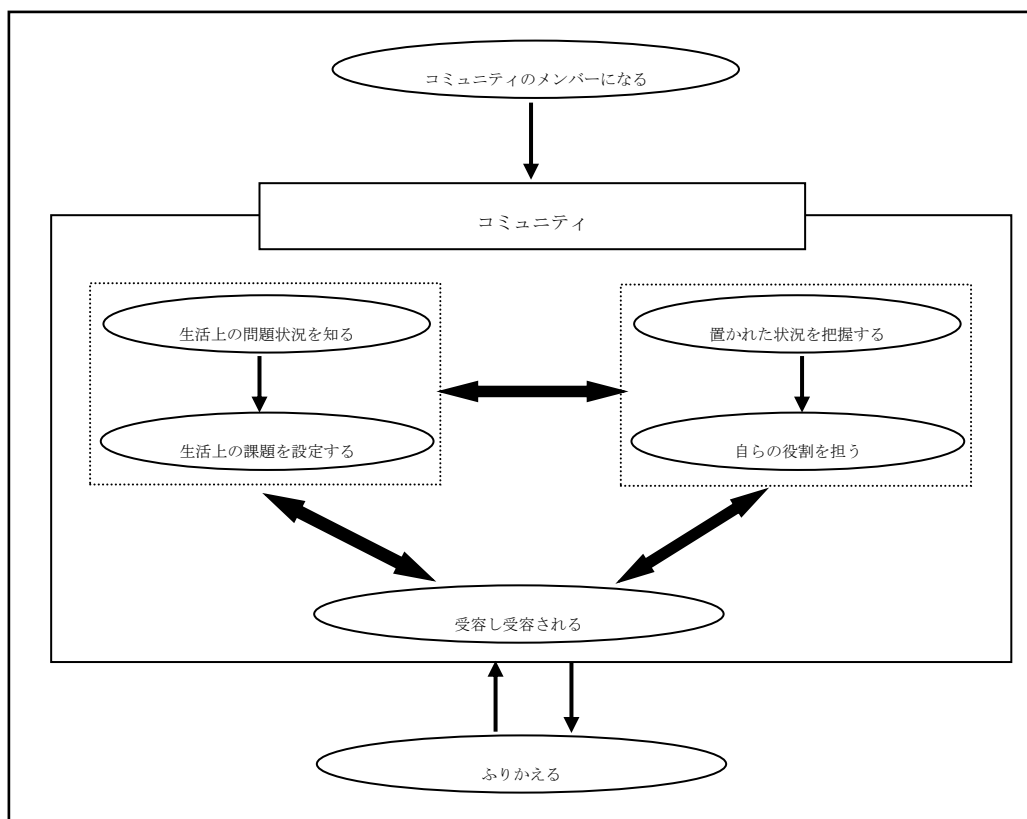 コミュニティのメンバーになる
コミュニティ
生活上の問題状況を知る
置かれた状況を把握する
生活上の課題を設定する
自らの役割を担う
受容し受容される
ふりかえる